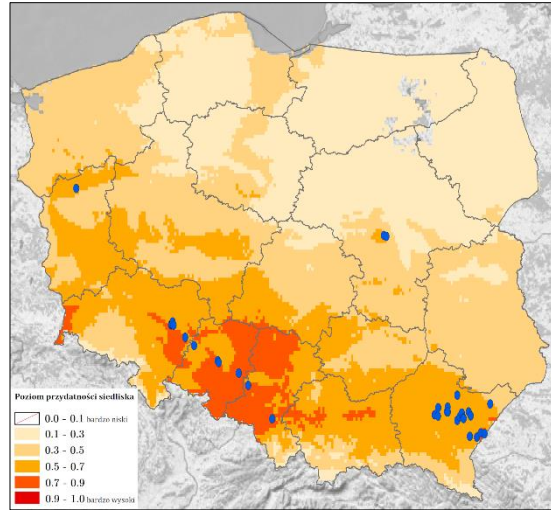 Poziom przydatności siedliska
0.0 - 0.1 bardzo niski
0.1 - 0.3
0.3 - 0.5
0.5 - 0.7
0.7 - 0.9
0.9 - 1.0 bardzo wysoki